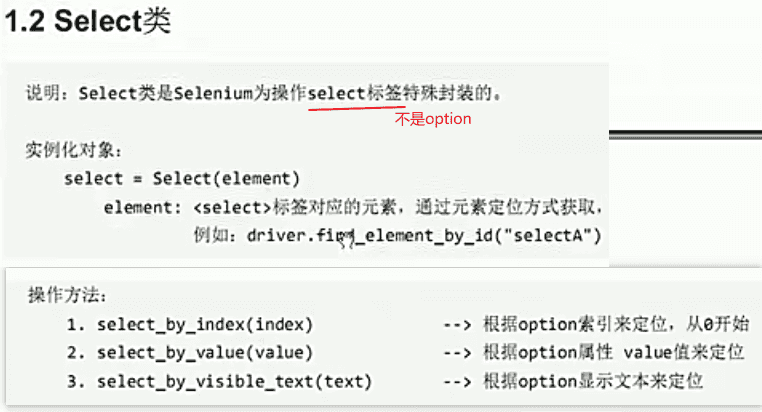 1.2 Select类
说明：Select类是Selenium为操作select标签特殊封装的。
不是option
实例化对象：
select = Select(element)
element: <select>标签对应的元素，通过元素定位方式获取，
例如：driver.find_element_by_id("selectA")
操作方法：
1. select_by_index(index) --> 根据option索引来定位，从0开始
2. select_by_value(value) --> 根据option属性 value值来定位
3. select_by_visible_text(text) --> 根据option显示文本来定位